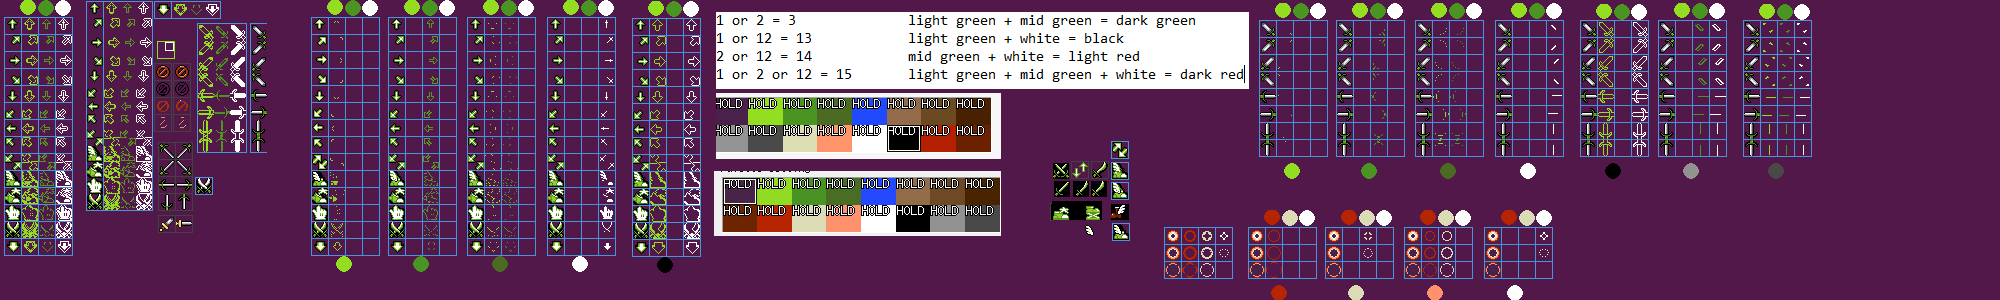 1 or 2 = 3 light green + mid green = dark green
1 or 12 = 13 light green + white = black
2 or 12 = 14 mid green + white = light red
1 or 2 or 12 = 15 light green + mid green + white = dark red
HOLD HOLD HOLD HOLD HOLD HOLD HOLD HOLD
HOLD HOLD HOLD HOLD HOLD HOLD HOLD HOLD
HOLD HOLD HOLD HOLD HOLD HOLD HOLD HOLD
HOLD HOLD HOLD HOLD HOLD HOLD HOLD HOLD